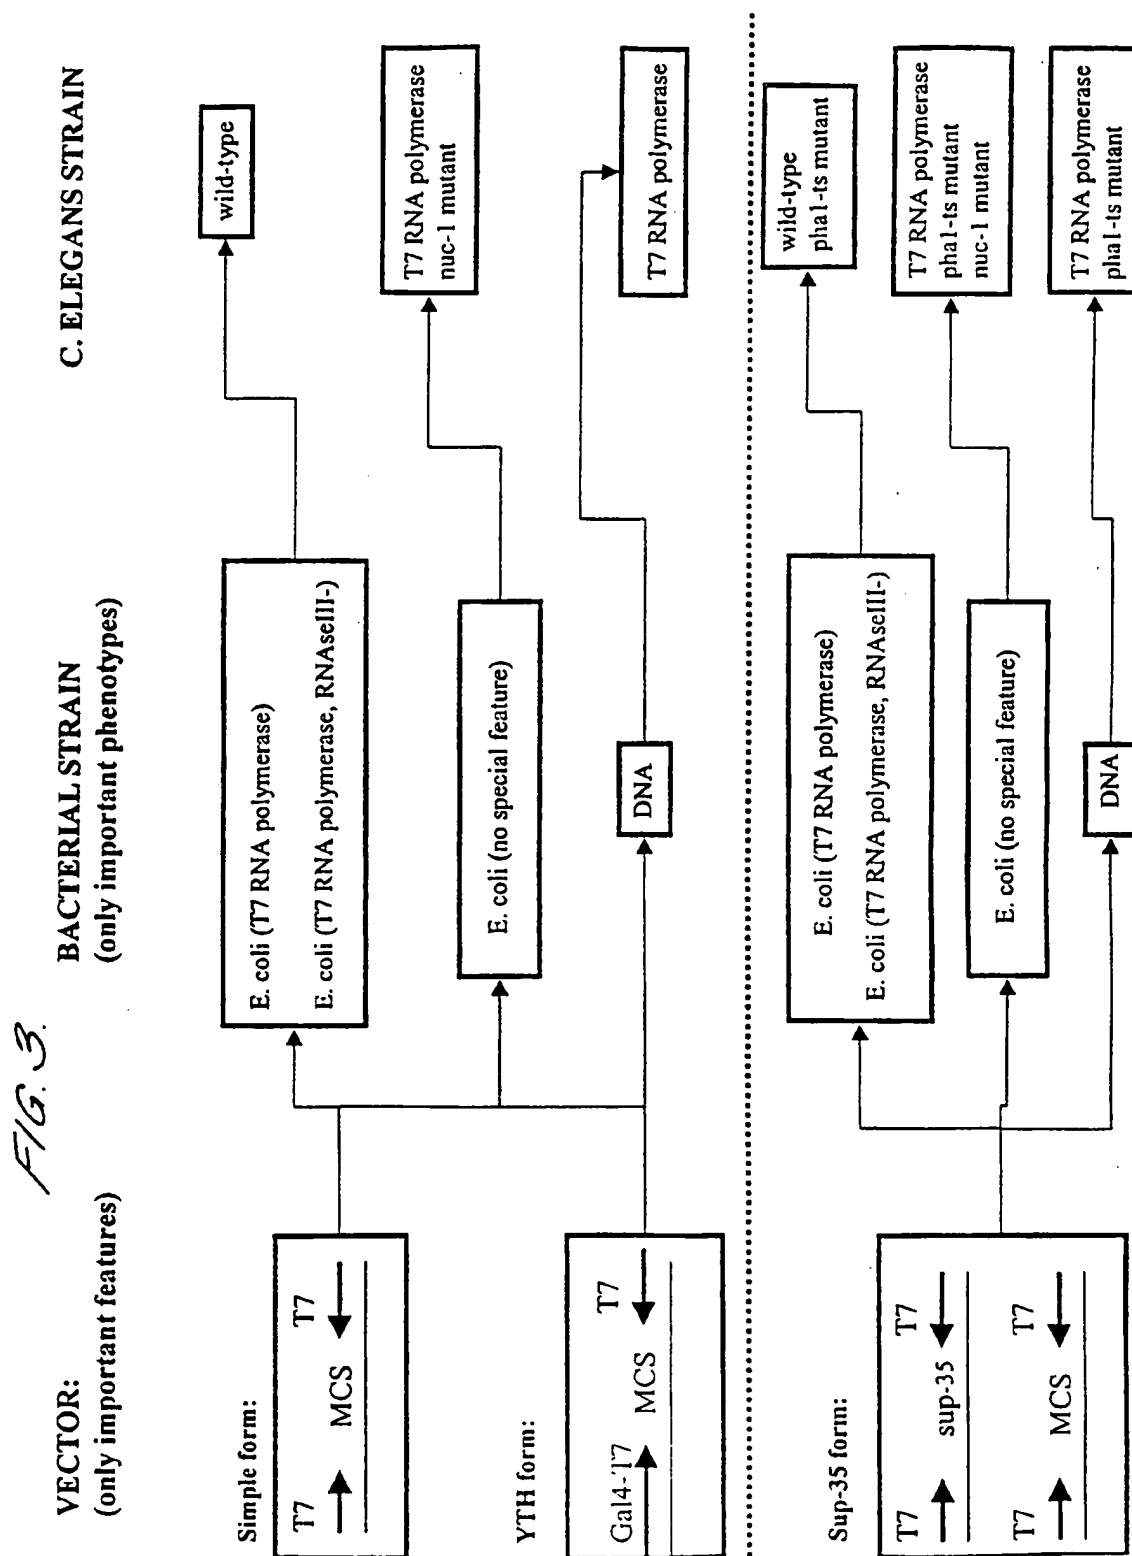 FIG. 3.
VECTOR:
(only important features)
BACTERIAL STRAIN
(only important phenotypes)
C. ELEGANS STRAIN
Simple form:
T7 T7
MCS
E. coli (T7 RNA polymerase)
E. coli (T7 RNA polymerase, RNAseIII-)
wild-type
E. coli (no special feature)
T7 RNA polymerase
nuc-1 mutant
YTH form:
Gal4-T7 T7
MCS
DNA
T7 RNA polymerase
Sup-35 form:
T7 T7
sup-35
T7 T7
MCS
E. coli (T7 RNA polymerase)
E. coli (T7 RNA polymerase, RNAseIII-)
wild-type
pha1-ts mutant
E. coli (no special feature)
T7 RNA polymerase
pha1-ts mutant
nuc-1 mutant
DNA
T7 RNA polymerase
pha1-ts mutant